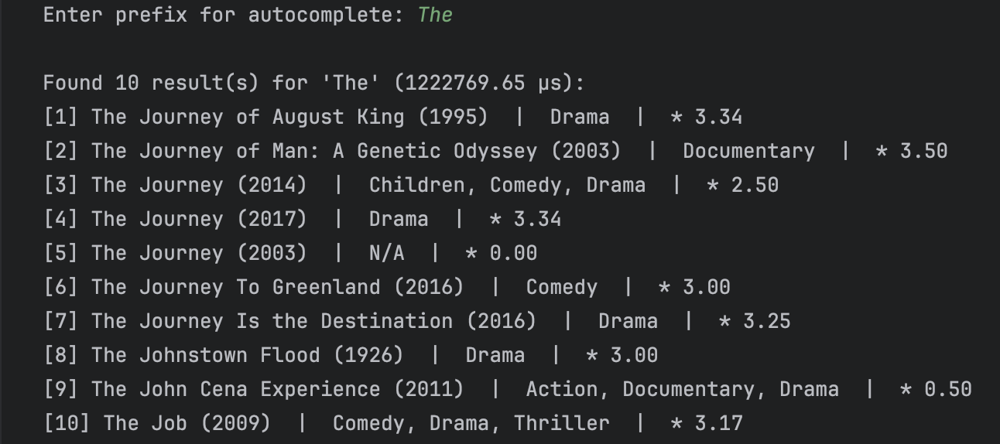 Enter prefix for autocomplete: The
Found 10 result(s) for 'The' (1222769.65 µs):
[1] The Journey of August King (1995)  |  Drama  |  * 3.34
[2] The Journey of Man: A Genetic Odyssey (2003)  |  Documentary  |  * 3.50
[3] The Journey (2014)  |  Children, Comedy, Drama  |  * 2.50
[4] The Journey (2017)  |  Drama  |  * 3.34
[5] The Journey (2003)  |  N/A  |  * 0.00
[6] The Journey To Greenland (2016)  |  Comedy  |  * 3.00
[7] The Journey Is the Destination (2016)  |  Drama  |  * 3.25
[8] The Johnstown Flood (1926)  |  Drama  |  * 3.00
[9] The John Cena Experience (2011)  |  Action, Documentary, Drama  |  * 0.50
[10] The Job (2009)  |  Comedy, Drama, Thriller  |  * 3.17